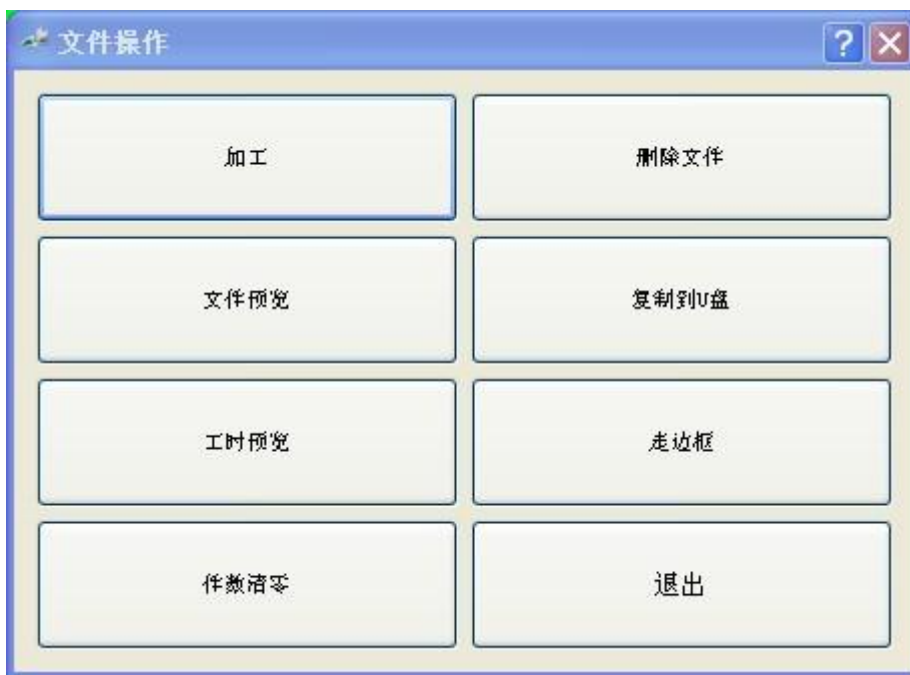 文件操作
加工
删除文件
文件预览
复制到U盘
工时预览
走边框
件数清零
退出